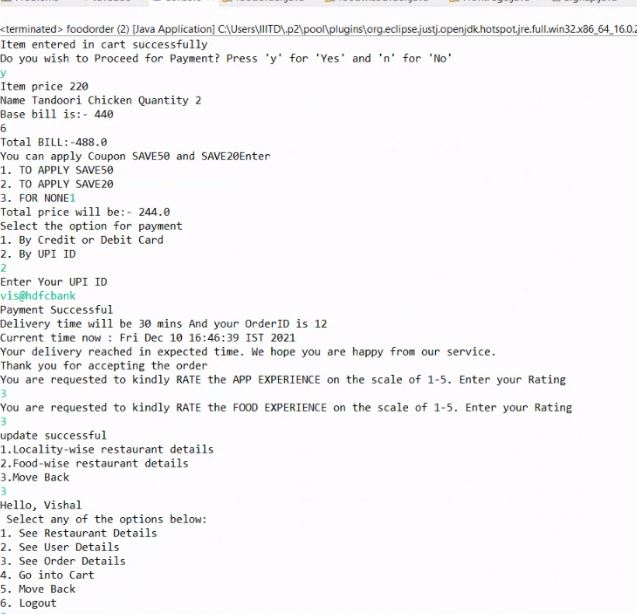 <terminated> foodorder (2) [Java Application] C:\Users\IIITD\.p2\pool\plugins\org.eclipse.justj.openjdk.hotspot.jre.full.win32.x86_64_16.0.2
Item entered in cart successfully
Do you wish to Proceed for Payment? Press 'y' for 'Yes' and 'n' for 'No'
y
Item price 220
Name Tandoori Chicken Quantity 2
Base bill is:- 440
6
Total BILL:-488.0
You can apply Coupon SAVE50 and SAVE20Enter
1. TO APPLY SAVE50
2. TO APPLY SAVE20
3. FOR NONE1
Total price will be:- 244.0
Select the option for payment
1. By Credit or Debit Card
2. By UPI ID
2
Enter Your UPI ID
vis@hdfcbank
Payment Successful
Delivery time will be 30 mins And your OrderID is 12
Current time now : Fri Dec 10 16:46:39 IST 2021
Your delivery reached in expected time. We hope you are happy from our service.
Thank you for accepting the order
You are requested to kindly RATE the APP EXPERIENCE on the scale of 1-5. Enter your Rating
3
You are requested to kindly RATE the FOOD EXPERIENCE on the scale of 1-5. Enter your Rating
3
update successful
1.Locality-wise restaurant details
2.Food-wise restaurant details
3.Move Back
3
Hello, Vishal
Select any of the options below:
1. See Restaurant Details
2. See User Details
3. See Order Details
4. Go into Cart
5. Move Back
6. Logout